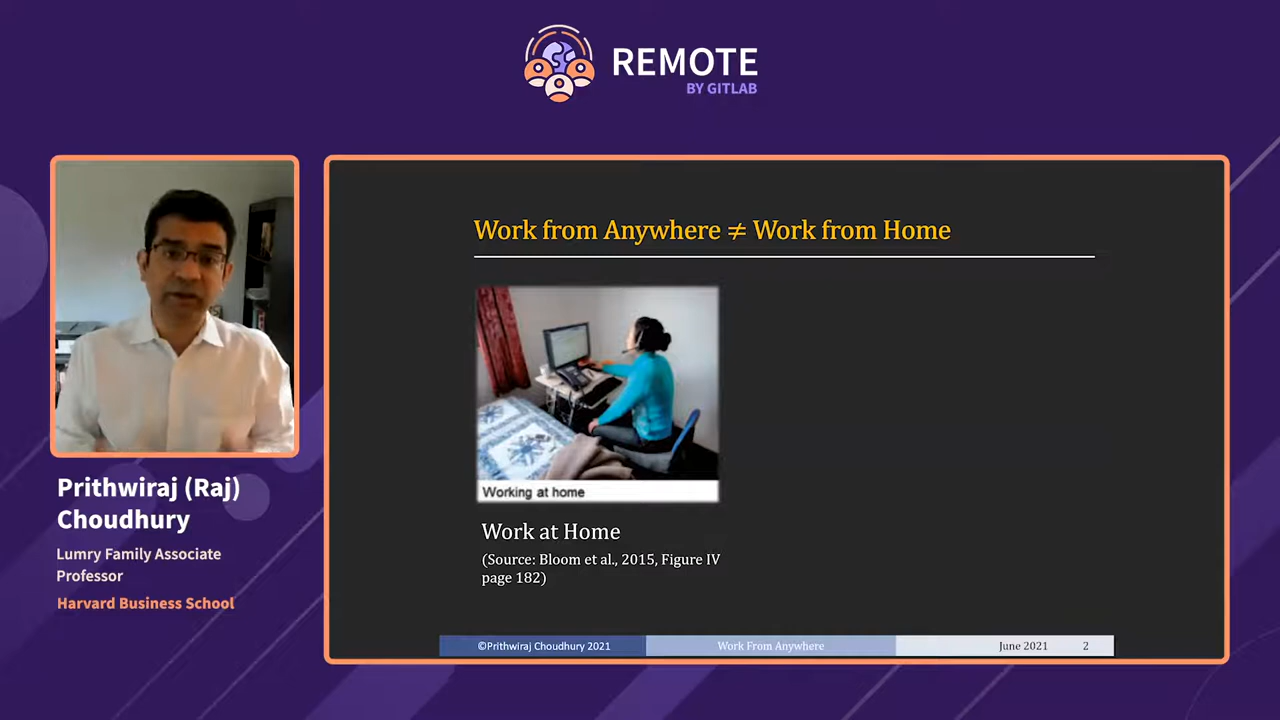 REMOTE
BY GITLAB
Prithwiraj (Raj)
Choudhury
Lumry Family Associate
Professor
Harvard Business School
Work from Anywhere ≠ Work from Home
Working at home
Work at Home
(Source: Bloom et al., 2015, Figure IV
page 182)
©Prithwiraj Choudhury 2021
Work From Anywhere
June 2021
2